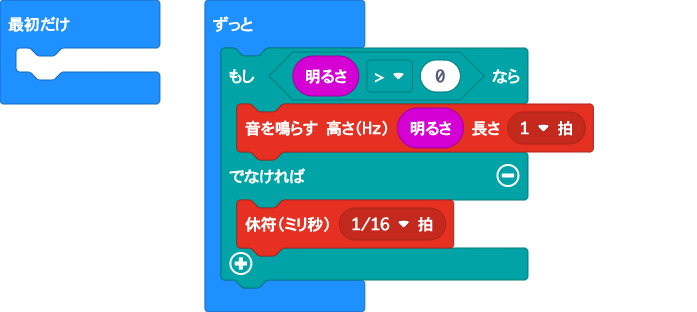 最初だけ
ずっと
もし 明るさ > 0 なら
音を鳴らす 高さ(Hz) 明るさ 長さ 1 拍
でなければ
休符(ミリ秒) 1/16 拍